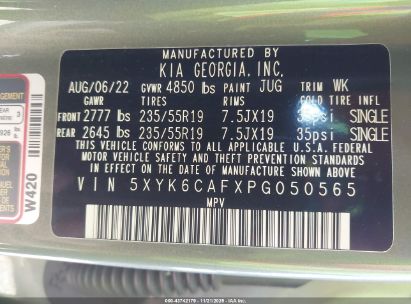 MANUFACTURED BY
KIA GEORGIA, INC.
AUG/06/22 GVWR 4850 lbs PAINT JUG TRIM WK
GAWR TIRES RIMS COLD TIRE INFL
FRONT 2777 lbs 235/55R19 7.5JX19 SINGLE
REAR 2645 lbs 235/55R19 7.5JX19 35psi SINGLE
THIS VEHICLE CONFORMS TO ALL APPLICABLE U.S.A. FEDERAL
MOTOR VEHICLE SAFETY AND THEFT PREVENTION STANDARDS
IN EFFECT ON THE DATE OF MANUFACTURE SHOWN ABOVE.
VIN 5XYK6CAFXPG050565
MPV
W420